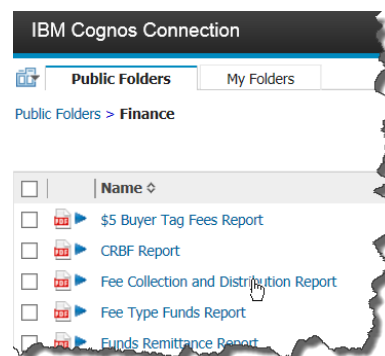 IBM Cognos Connection
Public Folders My Folders
Public Folders > Finance
Name
$5 Buyer Tag Fees Report
CRBF Report
Fee Collection and Distribution Report
Fee Type Funds Report
Funds Remittance Report